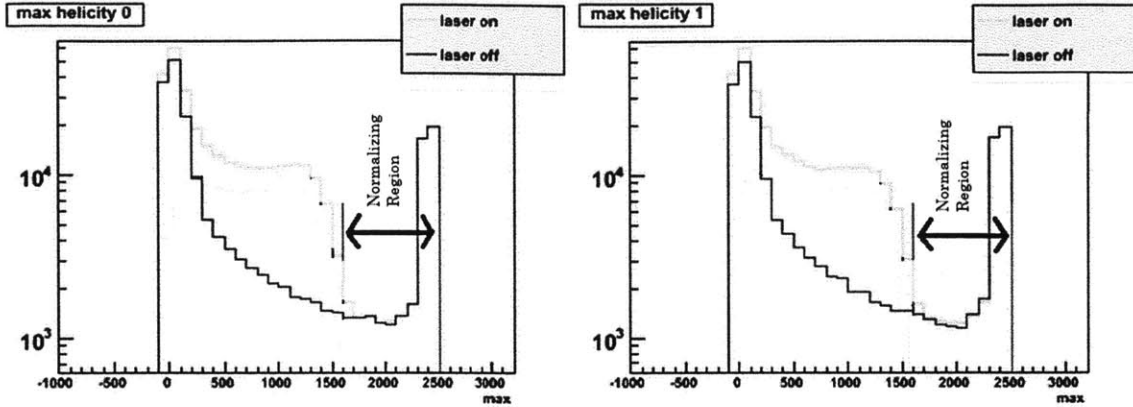 max helicity 0
laser on
laser off
Normalizing
Region
10⁴
10³
-1000 -500 0 500 1000 1500 2000 2500 3000
max
max helicity 1
laser on
laser off
Normalizing
Region
10⁴
10³
-1000 -500 0 500 1000 1500 2000 2500 3000
max